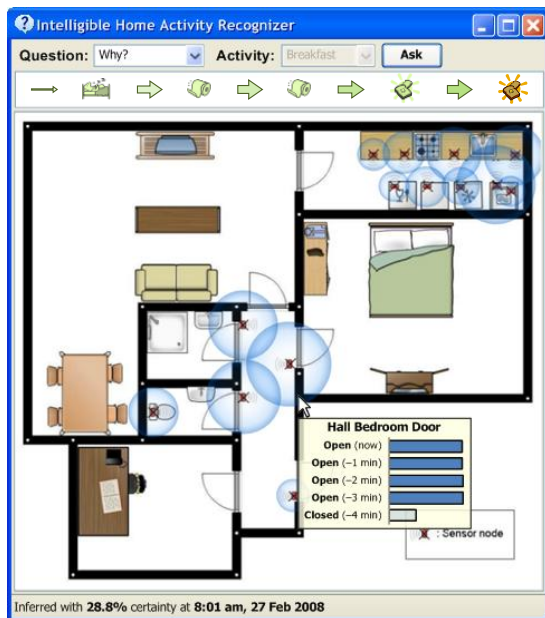 Intelligible Home Activity Recognizer
Question: Why? Activity: Breakfast Ask
Hall Bedroom Door
Open (now)
Open (−1 min)
Open (−2 min)
Open (−3 min)
Closed (−4 min)
: Sensor node
Inferred with 28.8% certainty at 8:01 am, 27 Feb 2008